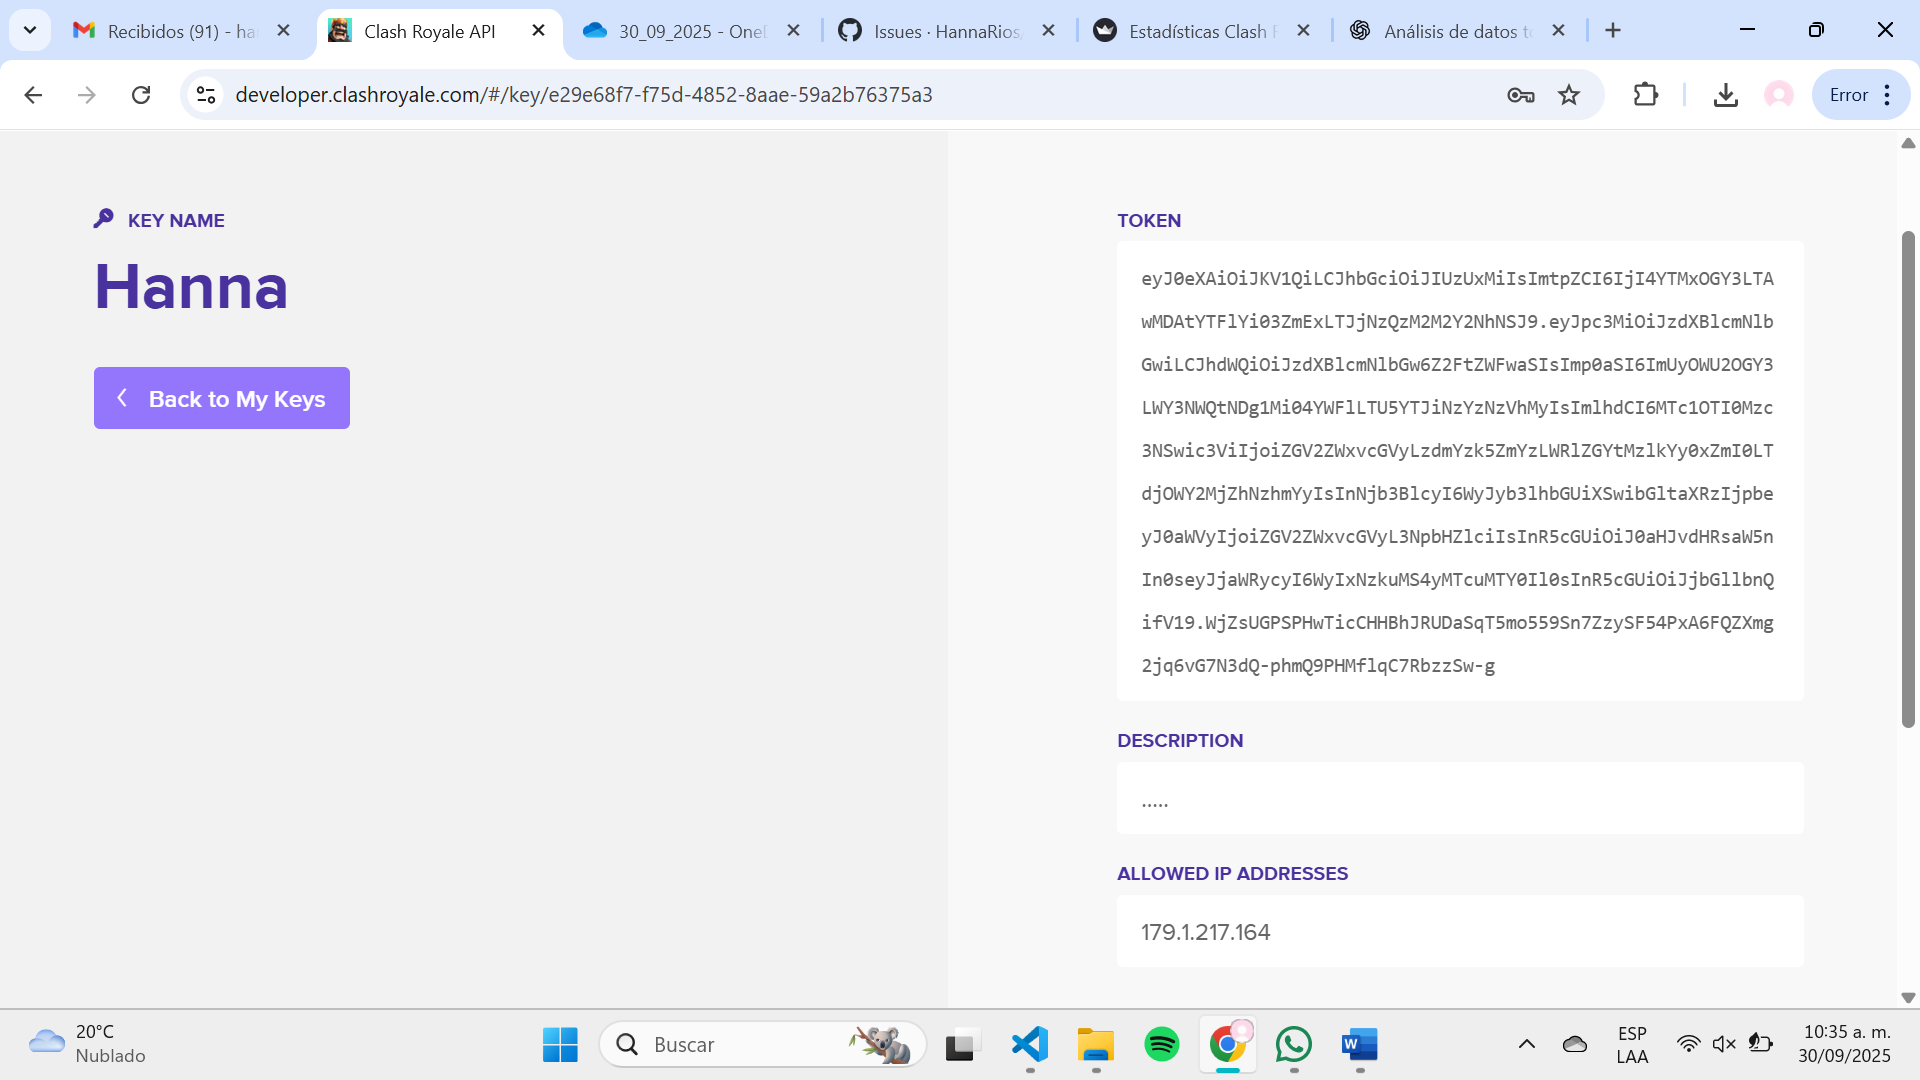 Recibidos (91) - ha
Clash Royale API
30_09_2025 - OneD
Issues · HannaRios/
Estadísticas Clash R
Análisis de datos to
developer.clashroyale.com/#/key/e29e68f7-f75d-4852-8aae-59a2b76375a3
Error
KEY NAME
Hanna
Back to My Keys
TOKEN
eyJ0eXAiOiJKV1QiLCJhbGciOiJIUzUxMiIsImtpZCI6IjI4YTMxOGY3LTA
wMDAtYTFlYi03ZmExLTJjNzQzM2M2Y2NhNSJ9.eyJpc3MiOiJzdXBlcmNlb
GwiLCJhdWQiOiJzdXBlcmNlbGw6Z2FtZWFwaSIsImp0aSI6ImUyOWU2OGY3
LWY3NWQtNDg1Mi04YWFlLTU5YTJiNzYzNzVhMyIsImlhdCI6MTc1OTI0Mzc
3NSwic3ViIjoiZGV2ZWxvcGVyLzdmYzk5ZmYzLWRlZGYtMzlkYy0xZmI0LT
djOWY2MjZhNzhmYyIsInNjb3BlcyI6WyJyb3lhbGUiXSwibGltaXRzIjpbe
yJ0aWVyIjoiZGV2ZWxvcGVyL3NpbHZlciIsInR5cGUiOiJ0aHJvdHRsaW5n
In0seyJjaWRycyI6WyIxNzkuMS4yMTcuMTY0Il0sInR5cGUiOiJjbGllbnQ
ifV19.WjZsUGPSPHwTicCHHBhJRUDaSqT5mo559Sn7ZzySF54PxA6FQZXmg
2jq6vG7N3dQ-phmQ9PHMflqC7RbzzSw-g
DESCRIPTION
.....
ALLOWED IP ADDRESSES
179.1.217.164
20°C
Nublado
Buscar
ESP
LAA
10:35 a. m.
30/09/2025